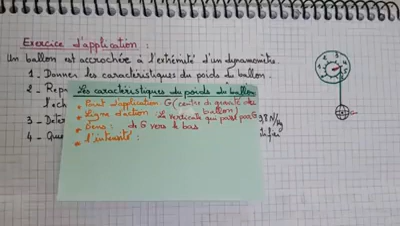 Exercice d'application :
Un ballon est accroché à l'extrémité d'un dynamomètre.
1 - Donner les caractéristiques du poids du ballon.
2 - Rep
l'ech
3 - Deter 9,8 N/kg
4 - Que
Les caractéristiques du poids du ballon
• Point d'application : G (centre de gravité du ballon)
• Ligne d'action : La verticale qui passe par G
• Sens : de G vers le bas
• l'intensité :